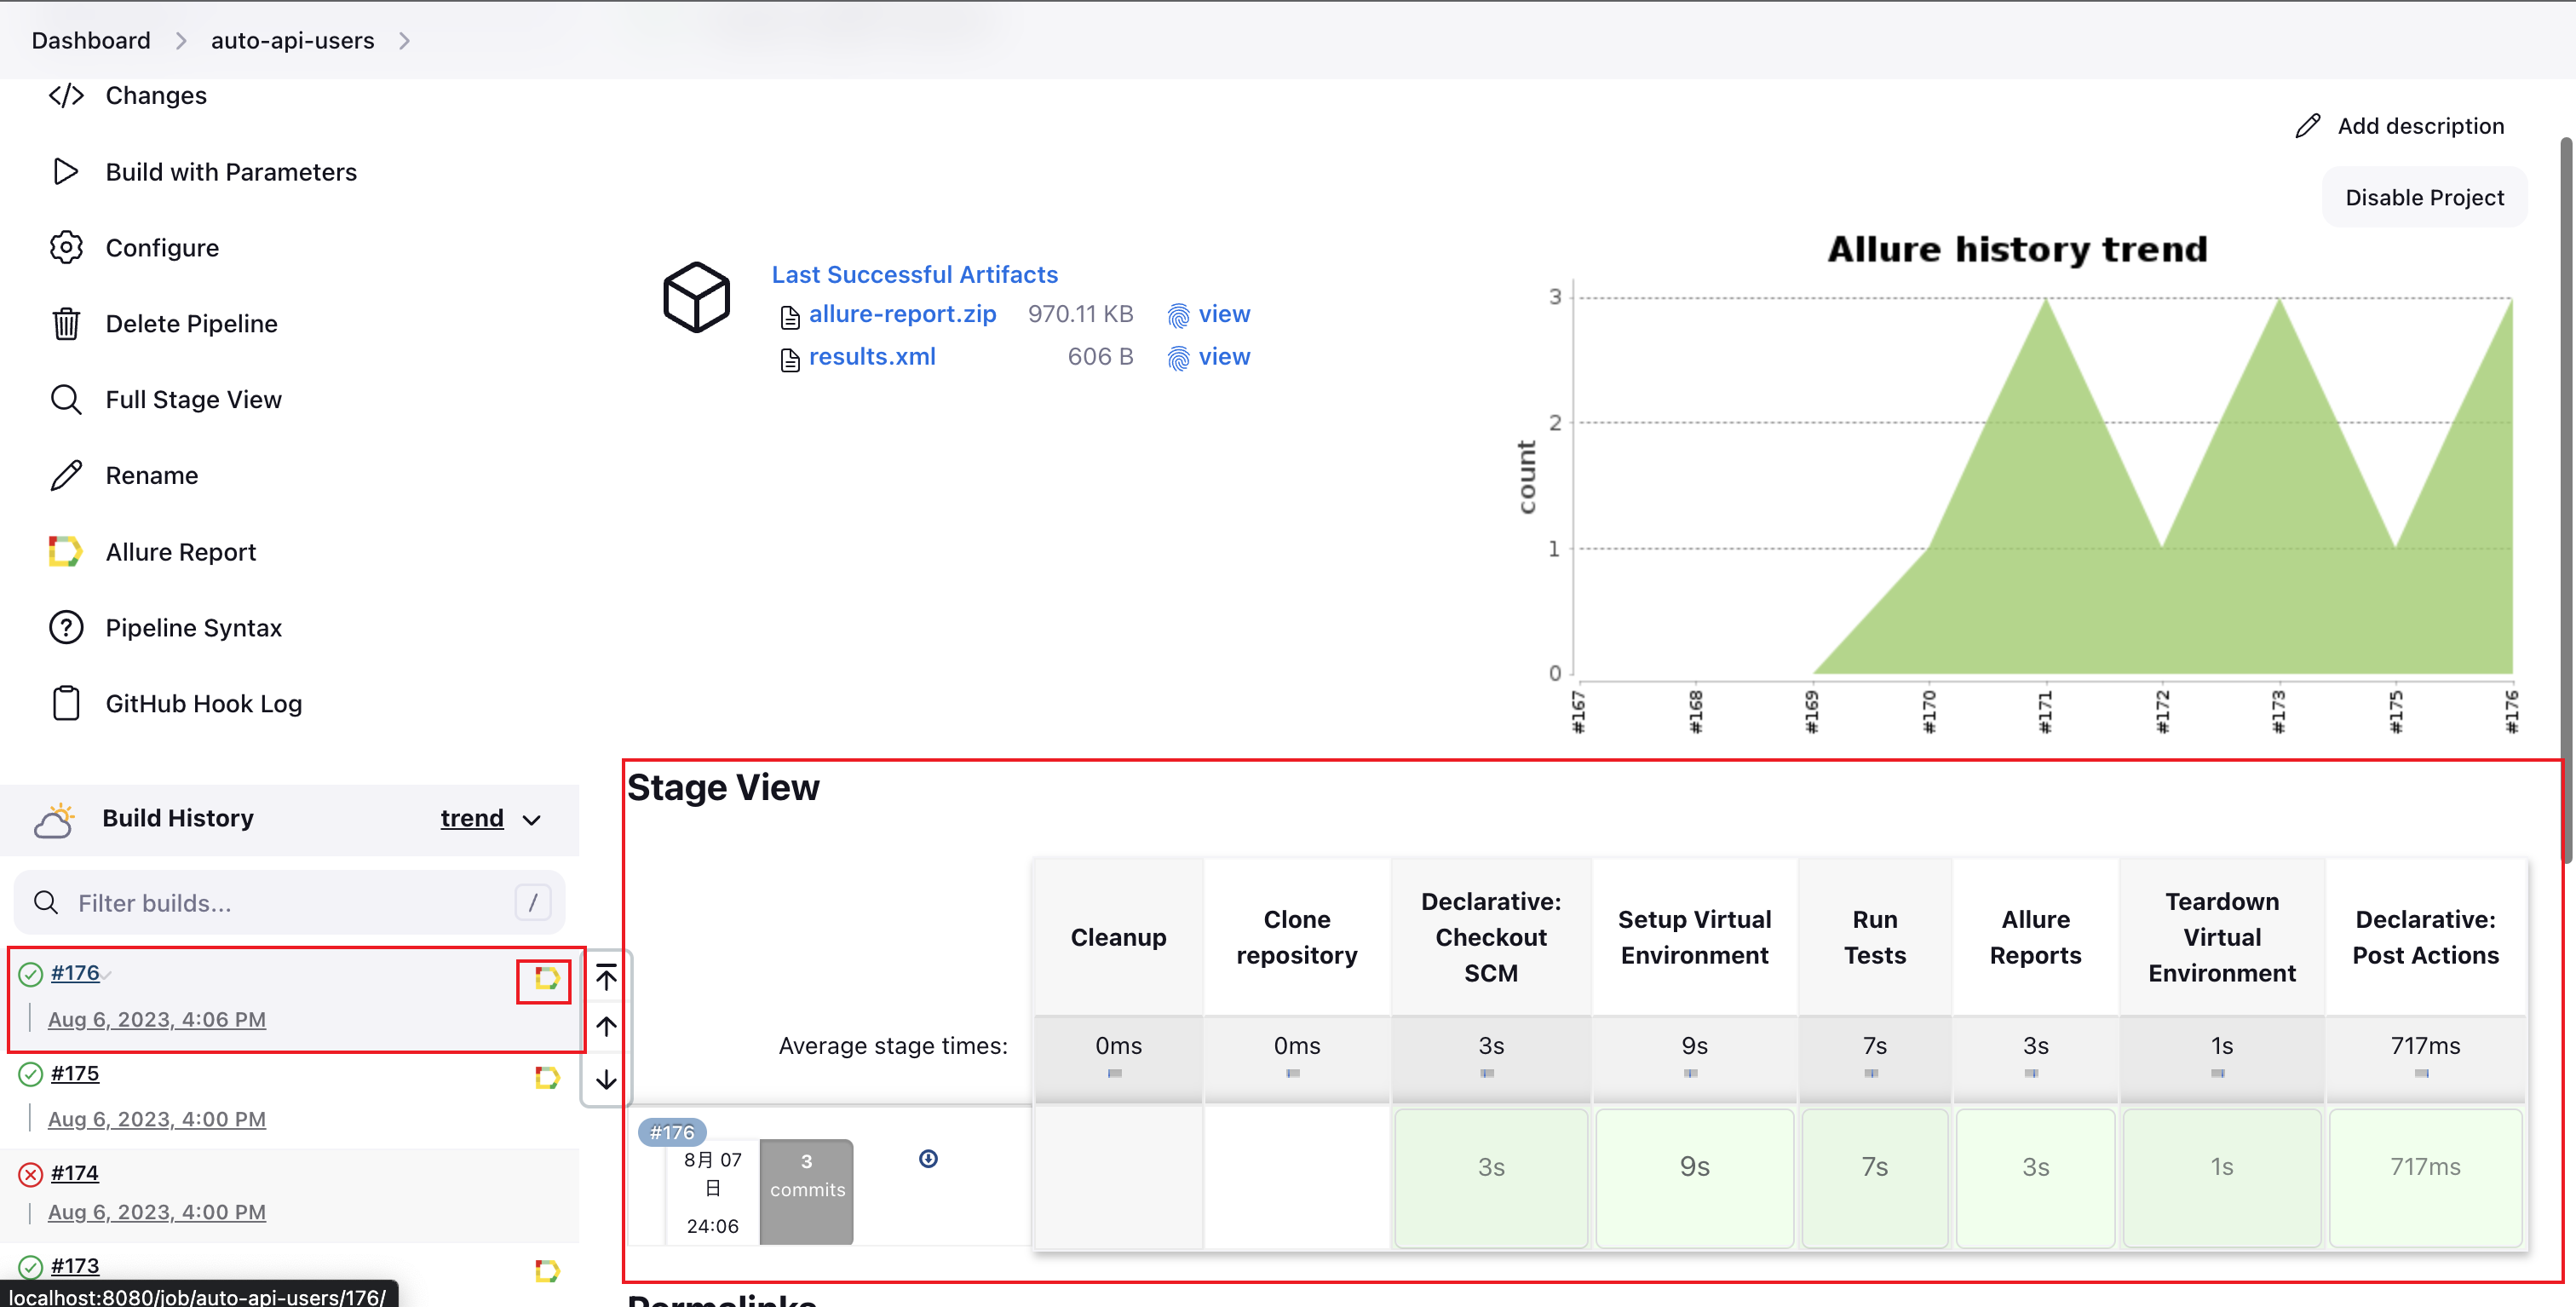 Dashboard
auto-api-users
Changes
Build with Parameters
Configure
Delete Pipeline
Full Stage View
Rename
Allure Report
Pipeline Syntax
GitHub Hook Log
Add description
Disable Project
Last Successful Artifacts
allure-report.zip 970.11 KB view
results.xml 606 B view
Allure history trend
count
3
2
1
0
#167 #168 #169 #170 #171 #172 #173 #175 #176
Build History trend
Filter builds... /
#176
Aug 6, 2023, 4:06 PM
#175
Aug 6, 2023, 4:00 PM
#174
Aug 6, 2023, 4:00 PM
#173
localhost:8080/job/auto-api-users/176/
Stage View
Cleanup
Clone
repository
Declarative:
Checkout
SCM
Setup Virtual
Environment
Run
Tests
Allure
Reports
Teardown
Virtual
Environment
Declarative:
Post Actions
Average stage times: 0ms 0ms 3s 9s 7s 3s 1s 717ms
#176
8月 07
日
24:06
3
commits
3s 9s 7s 3s 1s 717ms
Permalinks